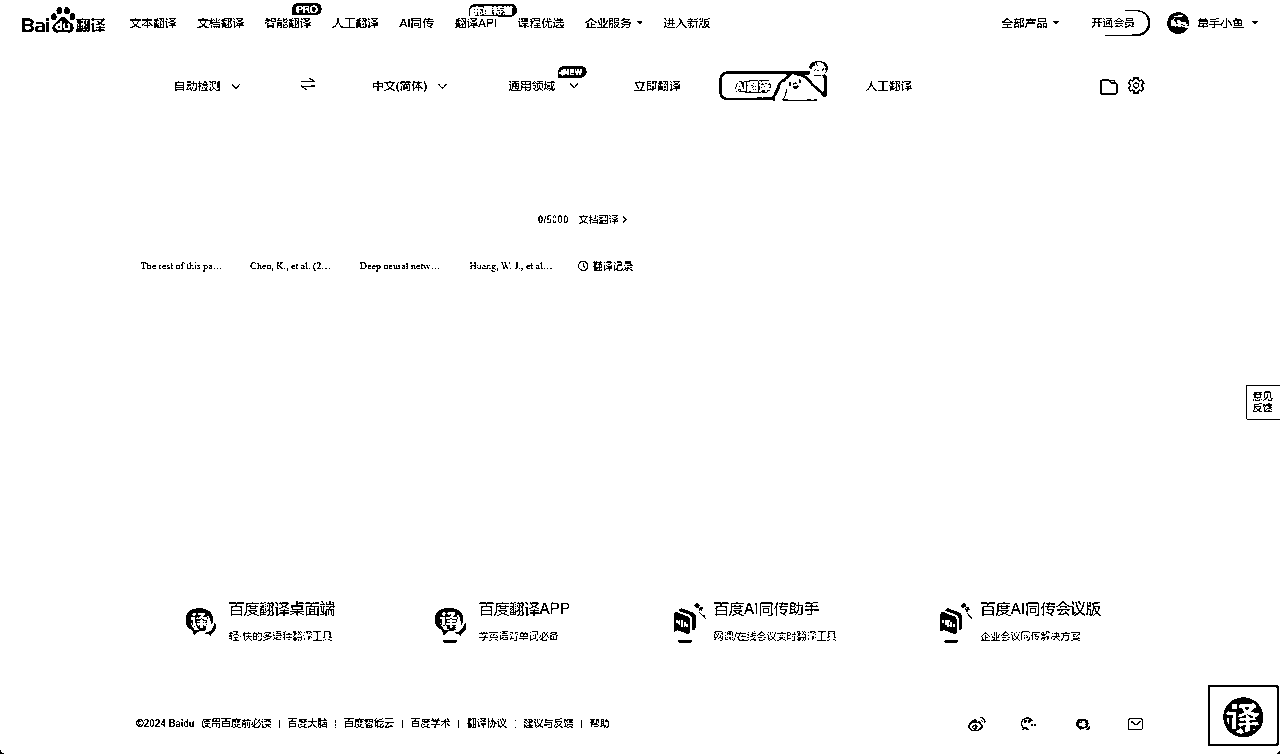 Bai du 翻译 文本翻译 文档翻译 智能翻译 PRO 人工翻译 AI同传 翻译API 课程优选 企业服务 进入新版 全部产品 开通会员 单手小鱼
自动检测 中文(简体) 通用领域 NEW 立即翻译 AI翻译 人工翻译
0/5000 文档翻译
The rest of this pa... Chen, K., et al. (2... Deep neural netw... Huang, W. J., et al... 翻译记录
意见
反馈
百度翻译桌面端 百度翻译APP 百度AI同传助手 百度AI同传会议版
轻·快的多语种翻译工具 学英语背单词必备 网课/在线会议实时翻译工具 企业会议同传解决方案
©2024 Baidu 使用百度前必读 | 百度大脑 | 百度智能云 | 百度学术 | 翻译协议 | 建议与反馈 | 帮助
译